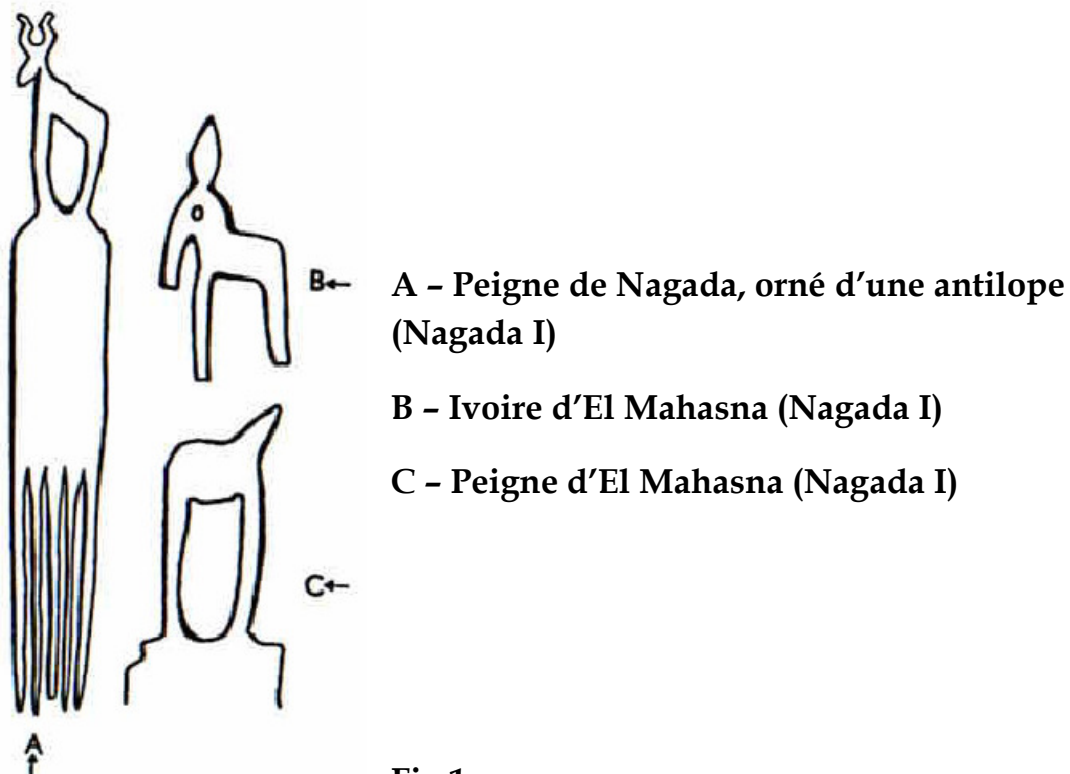 B
A – Peigne de Nagada, orné d’une antilope
(Nagada I)
B – Ivoire d’El Mahasna (Nagada I)
C – Peigne d’El Mahasna (Nagada I)
C
A